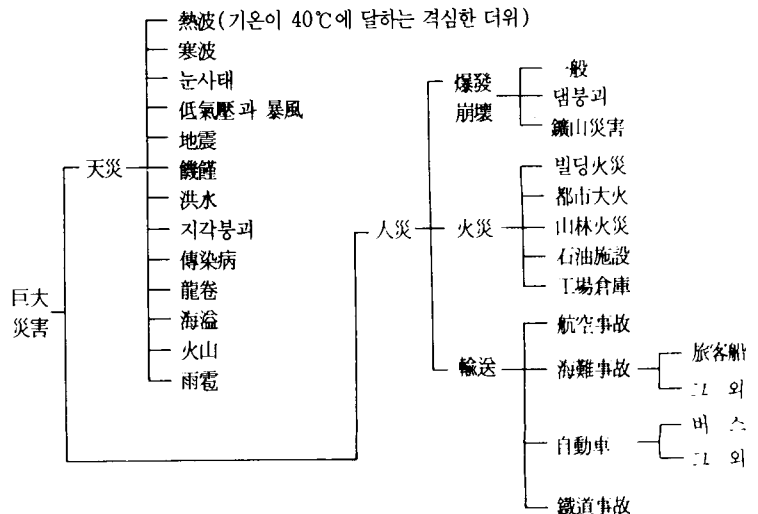 巨大
災害
天災
熱波(기온이 40℃에 달하는 격심한 더위)
寒波
눈사태
低氣壓과 暴風
地震
饑饉
洪水
지각붕괴
傳染病
龍卷
海溢
火山
雨雹
人災
爆發
崩壞
一般
댐붕괴
鑛山災害
火災
빌딩火災
都市大火
山林火災
石油施設
工場倉庫
輸送
航空事故
海難事故
旅客船
그 외
自動車
버 스
그 외
鐵道事故